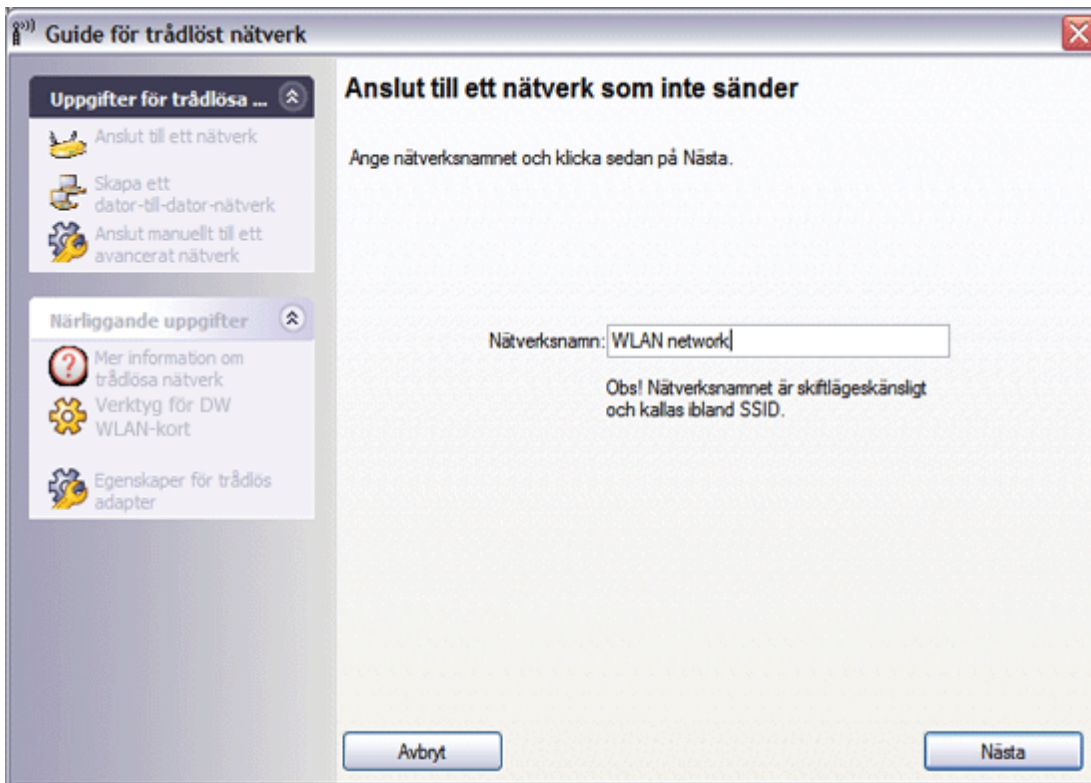 Guide för trådlöst nätverk
Uppgifter för trådlösa ...
Anslut till ett nätverk
Skapa ett
dator-till-dator-nätverk
Anslut manuellt till ett
avancerat nätverk
Närliggande uppgifter
Mer information om
trådlösa nätverk
Verktyg för DW
WLAN-kort
Egenskaper för trådlös
adapter
Anslut till ett nätverk som inte sänder
Ange nätverksnamnet och klicka sedan på Nästa.
Nätverksnamn: WLAN network
Obs! Nätverksnamnet är skiftlägeskänsligt
och kallas ibland SSID.
Avbryt
Nästa